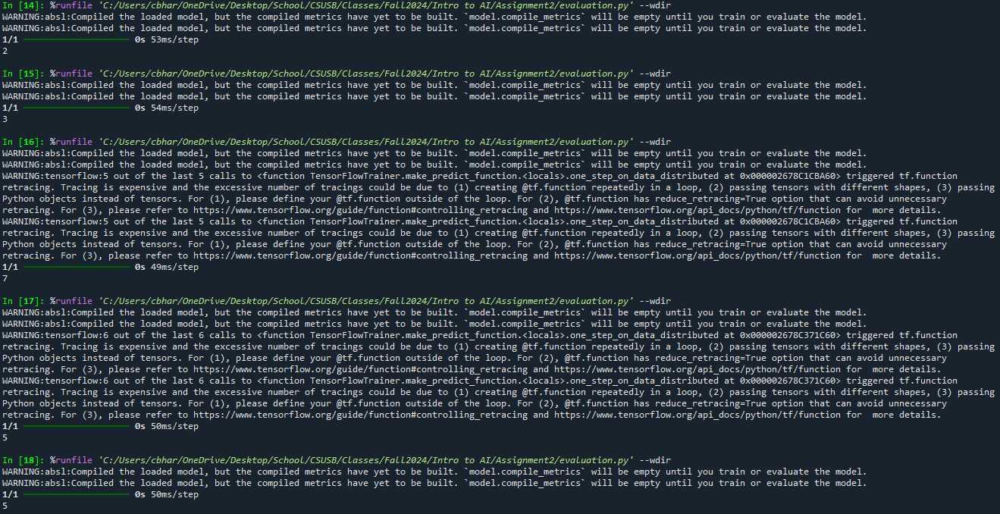 In [14]: %runfile 'C:/Users/cbhar/OneDrive/Desktop/School/CSUSB/Classes/Fall2024/Intro to AI/Assignment2/evaluation.py' --wdir
WARNING:absl:Compiled the loaded model, but the compiled metrics have yet to be built. `model.compile_metrics` will be empty until you train or evaluate the model.
WARNING:absl:Compiled the loaded model, but the compiled metrics have yet to be built. `model.compile_metrics` will be empty until you train or evaluate the model.
1/1 ━━━━━━━━━━━━━━━━━━━━ 0s 53ms/step
2
In [15]: %runfile 'C:/Users/cbhar/OneDrive/Desktop/School/CSUSB/Classes/Fall2024/Intro to AI/Assignment2/evaluation.py' --wdir
WARNING:absl:Compiled the loaded model, but the compiled metrics have yet to be built. `model.compile_metrics` will be empty until you train or evaluate the model.
WARNING:absl:Compiled the loaded model, but the compiled metrics have yet to be built. `model.compile_metrics` will be empty until you train or evaluate the model.
1/1 ━━━━━━━━━━━━━━━━━━━━ 0s 54ms/step
3
In [16]: %runfile 'C:/Users/cbhar/OneDrive/Desktop/School/CSUSB/Classes/Fall2024/Intro to AI/Assignment2/evaluation.py' --wdir
WARNING:absl:Compiled the loaded model, but the compiled metrics have yet to be built. `model.compile_metrics` will be empty until you train or evaluate the model.
WARNING:absl:Compiled the loaded model, but the compiled metrics have yet to be built. `model.compile_metrics` will be empty until you train or evaluate the model.
WARNING:tensorflow:5 out of the last 5 calls to <function TensorFlowTrainer.make_predict_function.<locals>.one_step_on_data_distributed at 0x000002678C1CBA60> triggered tf.function
retracing. Tracing is expensive and the excessive number of tracings could be due to (1) creating @tf.function repeatedly in a loop, (2) passing tensors with different shapes, (3) passing
Python objects instead of tensors. For (1), please define your @tf.function outside of the loop. For (2), @tf.function has reduce_retracing=True option that can avoid unnecessary
retracing. For (3), please refer to https://www.tensorflow.org/guide/function#controlling_retracing and https://www.tensorflow.org/api_docs/python/tf/function for  more details.
WARNING:tensorflow:5 out of the last 5 calls to <function TensorFlowTrainer.make_predict_function.<locals>.one_step_on_data_distributed at 0x000002678C1CBA60> triggered tf.function
retracing. Tracing is expensive and the excessive number of tracings could be due to (1) creating @tf.function repeatedly in a loop, (2) passing tensors with different shapes, (3) passing
Python objects instead of tensors. For (1), please define your @tf.function outside of the loop. For (2), @tf.function has reduce_retracing=True option that can avoid unnecessary
retracing. For (3), please refer to https://www.tensorflow.org/guide/function#controlling_retracing and https://www.tensorflow.org/api_docs/python/tf/function for  more details.
1/1 ━━━━━━━━━━━━━━━━━━━━ 0s 49ms/step
7
In [17]: %runfile 'C:/Users/cbhar/OneDrive/Desktop/School/CSUSB/Classes/Fall2024/Intro to AI/Assignment2/evaluation.py' --wdir
WARNING:absl:Compiled the loaded model, but the compiled metrics have yet to be built. `model.compile_metrics` will be empty until you train or evaluate the model.
WARNING:absl:Compiled the loaded model, but the compiled metrics have yet to be built. `model.compile_metrics` will be empty until you train or evaluate the model.
WARNING:tensorflow:6 out of the last 6 calls to <function TensorFlowTrainer.make_predict_function.<locals>.one_step_on_data_distributed at 0x000002678C371C60> triggered tf.function
retracing. Tracing is expensive and the excessive number of tracings could be due to (1) creating @tf.function repeatedly in a loop, (2) passing tensors with different shapes, (3) passing
Python objects instead of tensors. For (1), please define your @tf.function outside of the loop. For (2), @tf.function has reduce_retracing=True option that can avoid unnecessary
retracing. For (3), please refer to https://www.tensorflow.org/guide/function#controlling_retracing and https://www.tensorflow.org/api_docs/python/tf/function for  more details.
WARNING:tensorflow:6 out of the last 6 calls to <function TensorFlowTrainer.make_predict_function.<locals>.one_step_on_data_distributed at 0x000002678C371C60> triggered tf.function
retracing. Tracing is expensive and the excessive number of tracings could be due to (1) creating @tf.function repeatedly in a loop, (2) passing tensors with different shapes, (3) passing
Python objects instead of tensors. For (1), please define your @tf.function outside of the loop. For (2), @tf.function has reduce_retracing=True option that can avoid unnecessary
retracing. For (3), please refer to https://www.tensorflow.org/guide/function#controlling_retracing and https://www.tensorflow.org/api_docs/python/tf/function for  more details.
1/1 ━━━━━━━━━━━━━━━━━━━━ 0s 50ms/step
5
In [18]: %runfile 'C:/Users/cbhar/OneDrive/Desktop/School/CSUSB/Classes/Fall2024/Intro to AI/Assignment2/evaluation.py' --wdir
WARNING:absl:Compiled the loaded model, but the compiled metrics have yet to be built. `model.compile_metrics` will be empty until you train or evaluate the model.
WARNING:absl:Compiled the loaded model, but the compiled metrics have yet to be built. `model.compile_metrics` will be empty until you train or evaluate the model.
1/1 ━━━━━━━━━━━━━━━━━━━━ 0s 50ms/step
5